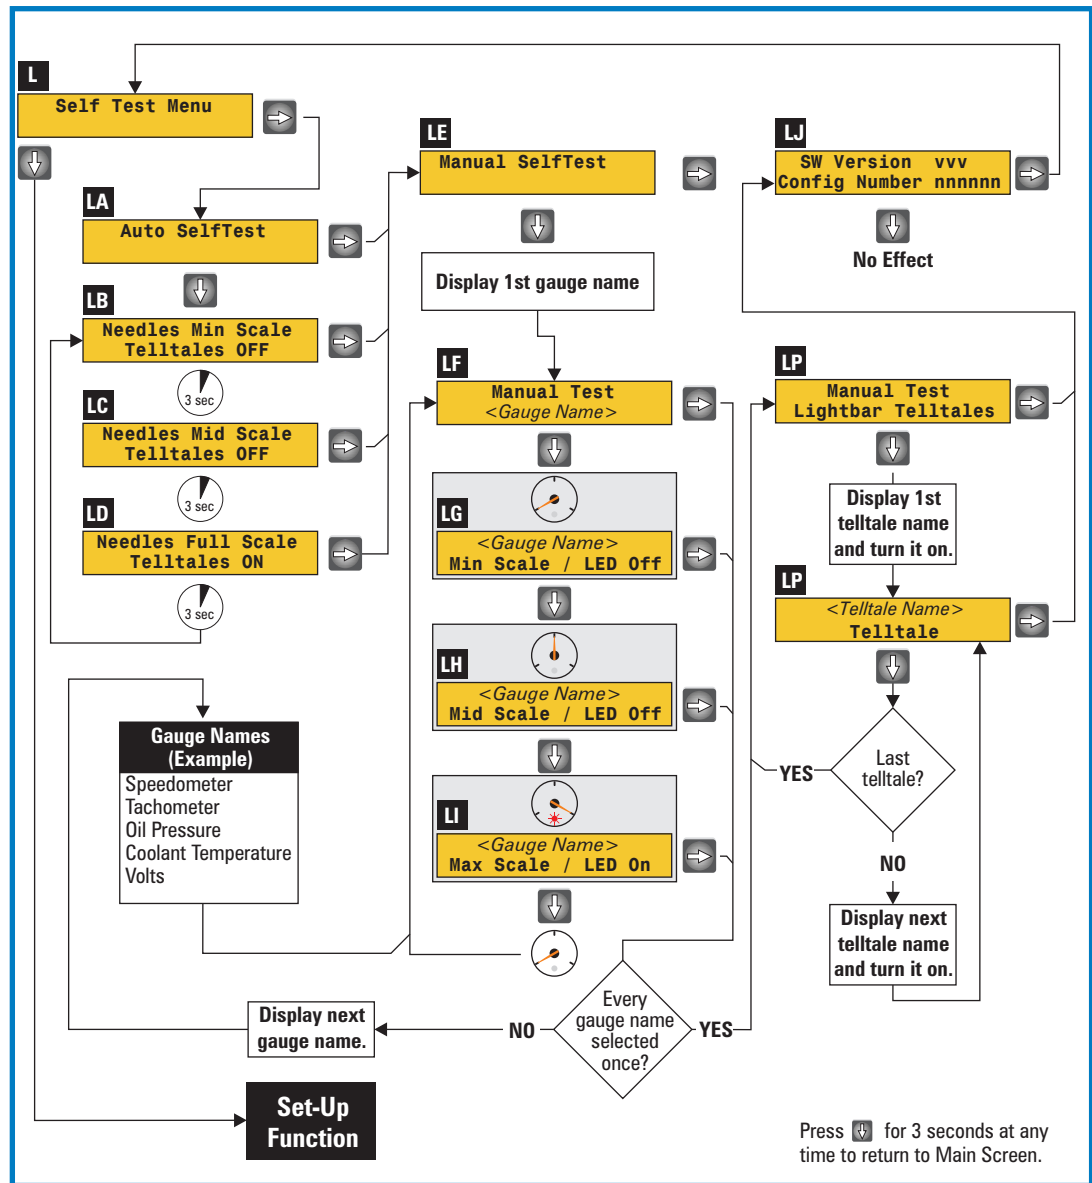 L
Self Test Menu
LA
Auto SelfTest
LB
Needles Min Scale
Telltales OFF
3 sec
LC
Needles Mid Scale
Telltales OFF
3 sec
LD
Needles Full Scale
Telltales ON
3 sec
Gauge Names
(Example)
Speedometer
Tachometer
Oil Pressure
Coolant Temperature
Volts
LE
Manual SelfTest
Display 1st gauge name
LF
Manual Test
<Gauge Name>
LG
<Gauge Name>
Min Scale / LED Off
LH
<Gauge Name>
Mid Scale / LED Off
LI
<Gauge Name>
Max Scale / LED On
Every
gauge name
selected
once?
NO
YES
Display next
gauge name.
Set-Up
Function
LJ
SW Version vvv
Config Number nnnnnn
No Effect
LP
Manual Test
Lightbar Telltales
Display 1st
telltale name
and turn it on.
LP
<Telltale Name>
Telltale
Last
telltale?
YES
NO
Display next
telltale name
and turn it on.
Press for 3 seconds at any
time to return to Main Screen.